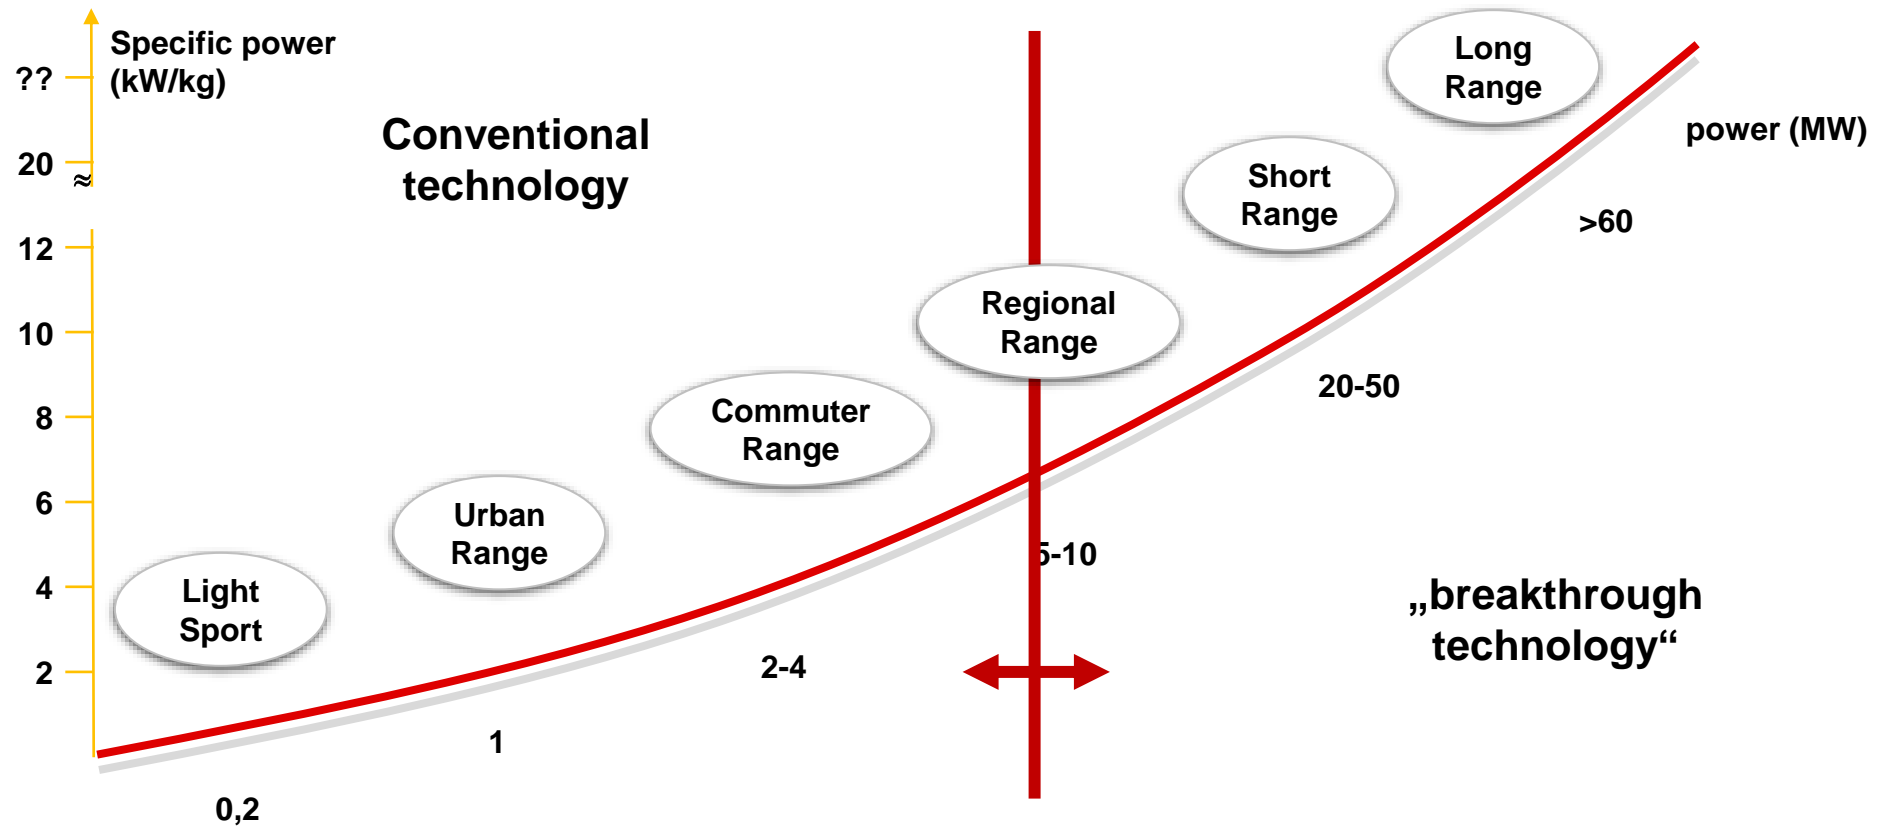 Specific power
(kW/kg)
??
20
≈
12
10
8
6
4
2
Conventional
technology
Light
Sport
Urban
Range
Commuter
Range
Regional
Range
Short
Range
Long
Range
power (MW)
>60
20-50
5-10
2-4
1
0,2
„breakthrough
technology“